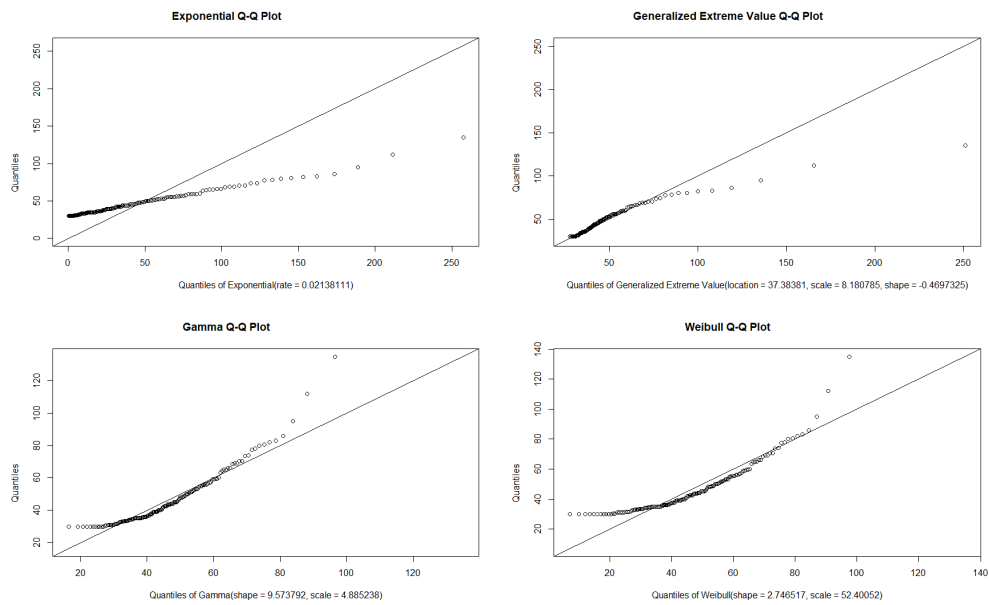 Exponential Q-Q Plot
Quantiles
250
200
150
100
50
0
0 50 100 150 200 250
Quantiles of Exponential(rate = 0.02138111)
Generalized Extreme Value Q-Q Plot
Quantiles
250
200
150
100
50
50 100 150 200 250
Quantiles of Generalized Extreme Value(location = 37.38381, scale = 8.180785, shape = -0.4697325)
Gamma Q-Q Plot
Quantiles
120
100
80
60
40
20
20 40 60 80 100 120
Quantiles of Gamma(shape = 9.573792, scale = 4.885238)
Weibull Q-Q Plot
Quantiles
140
120
100
80
60
40
20
20 40 60 80 100 120 140
Quantiles of Weibull(shape = 2.746517, scale = 52.40052)